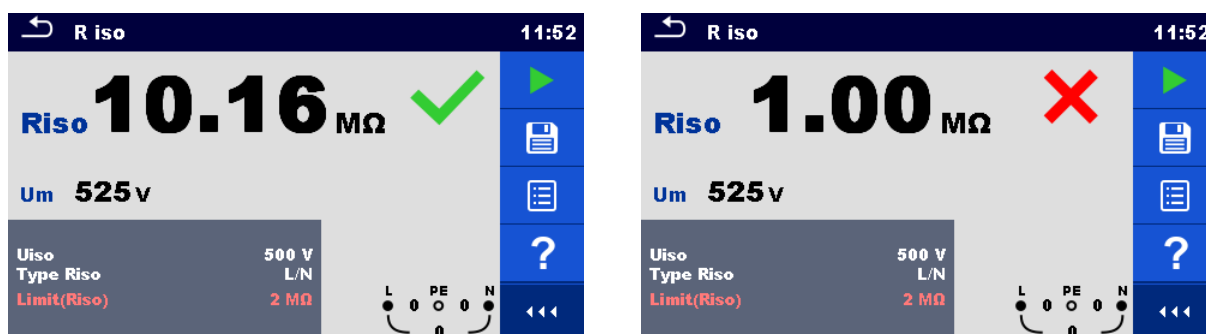 R iso 11:52
Riso 10.16 MΩ
Um 525 V
Uiso 500 V
Type Riso L/N
Limit(Riso) 2 MΩ
L PE N
0 0
0
?
R iso 11:52
Riso 1.00 MΩ
Um 525 V
Uiso 500 V
Type Riso L/N
Limit(Riso) 2 MΩ
L PE N
0 0
0
?